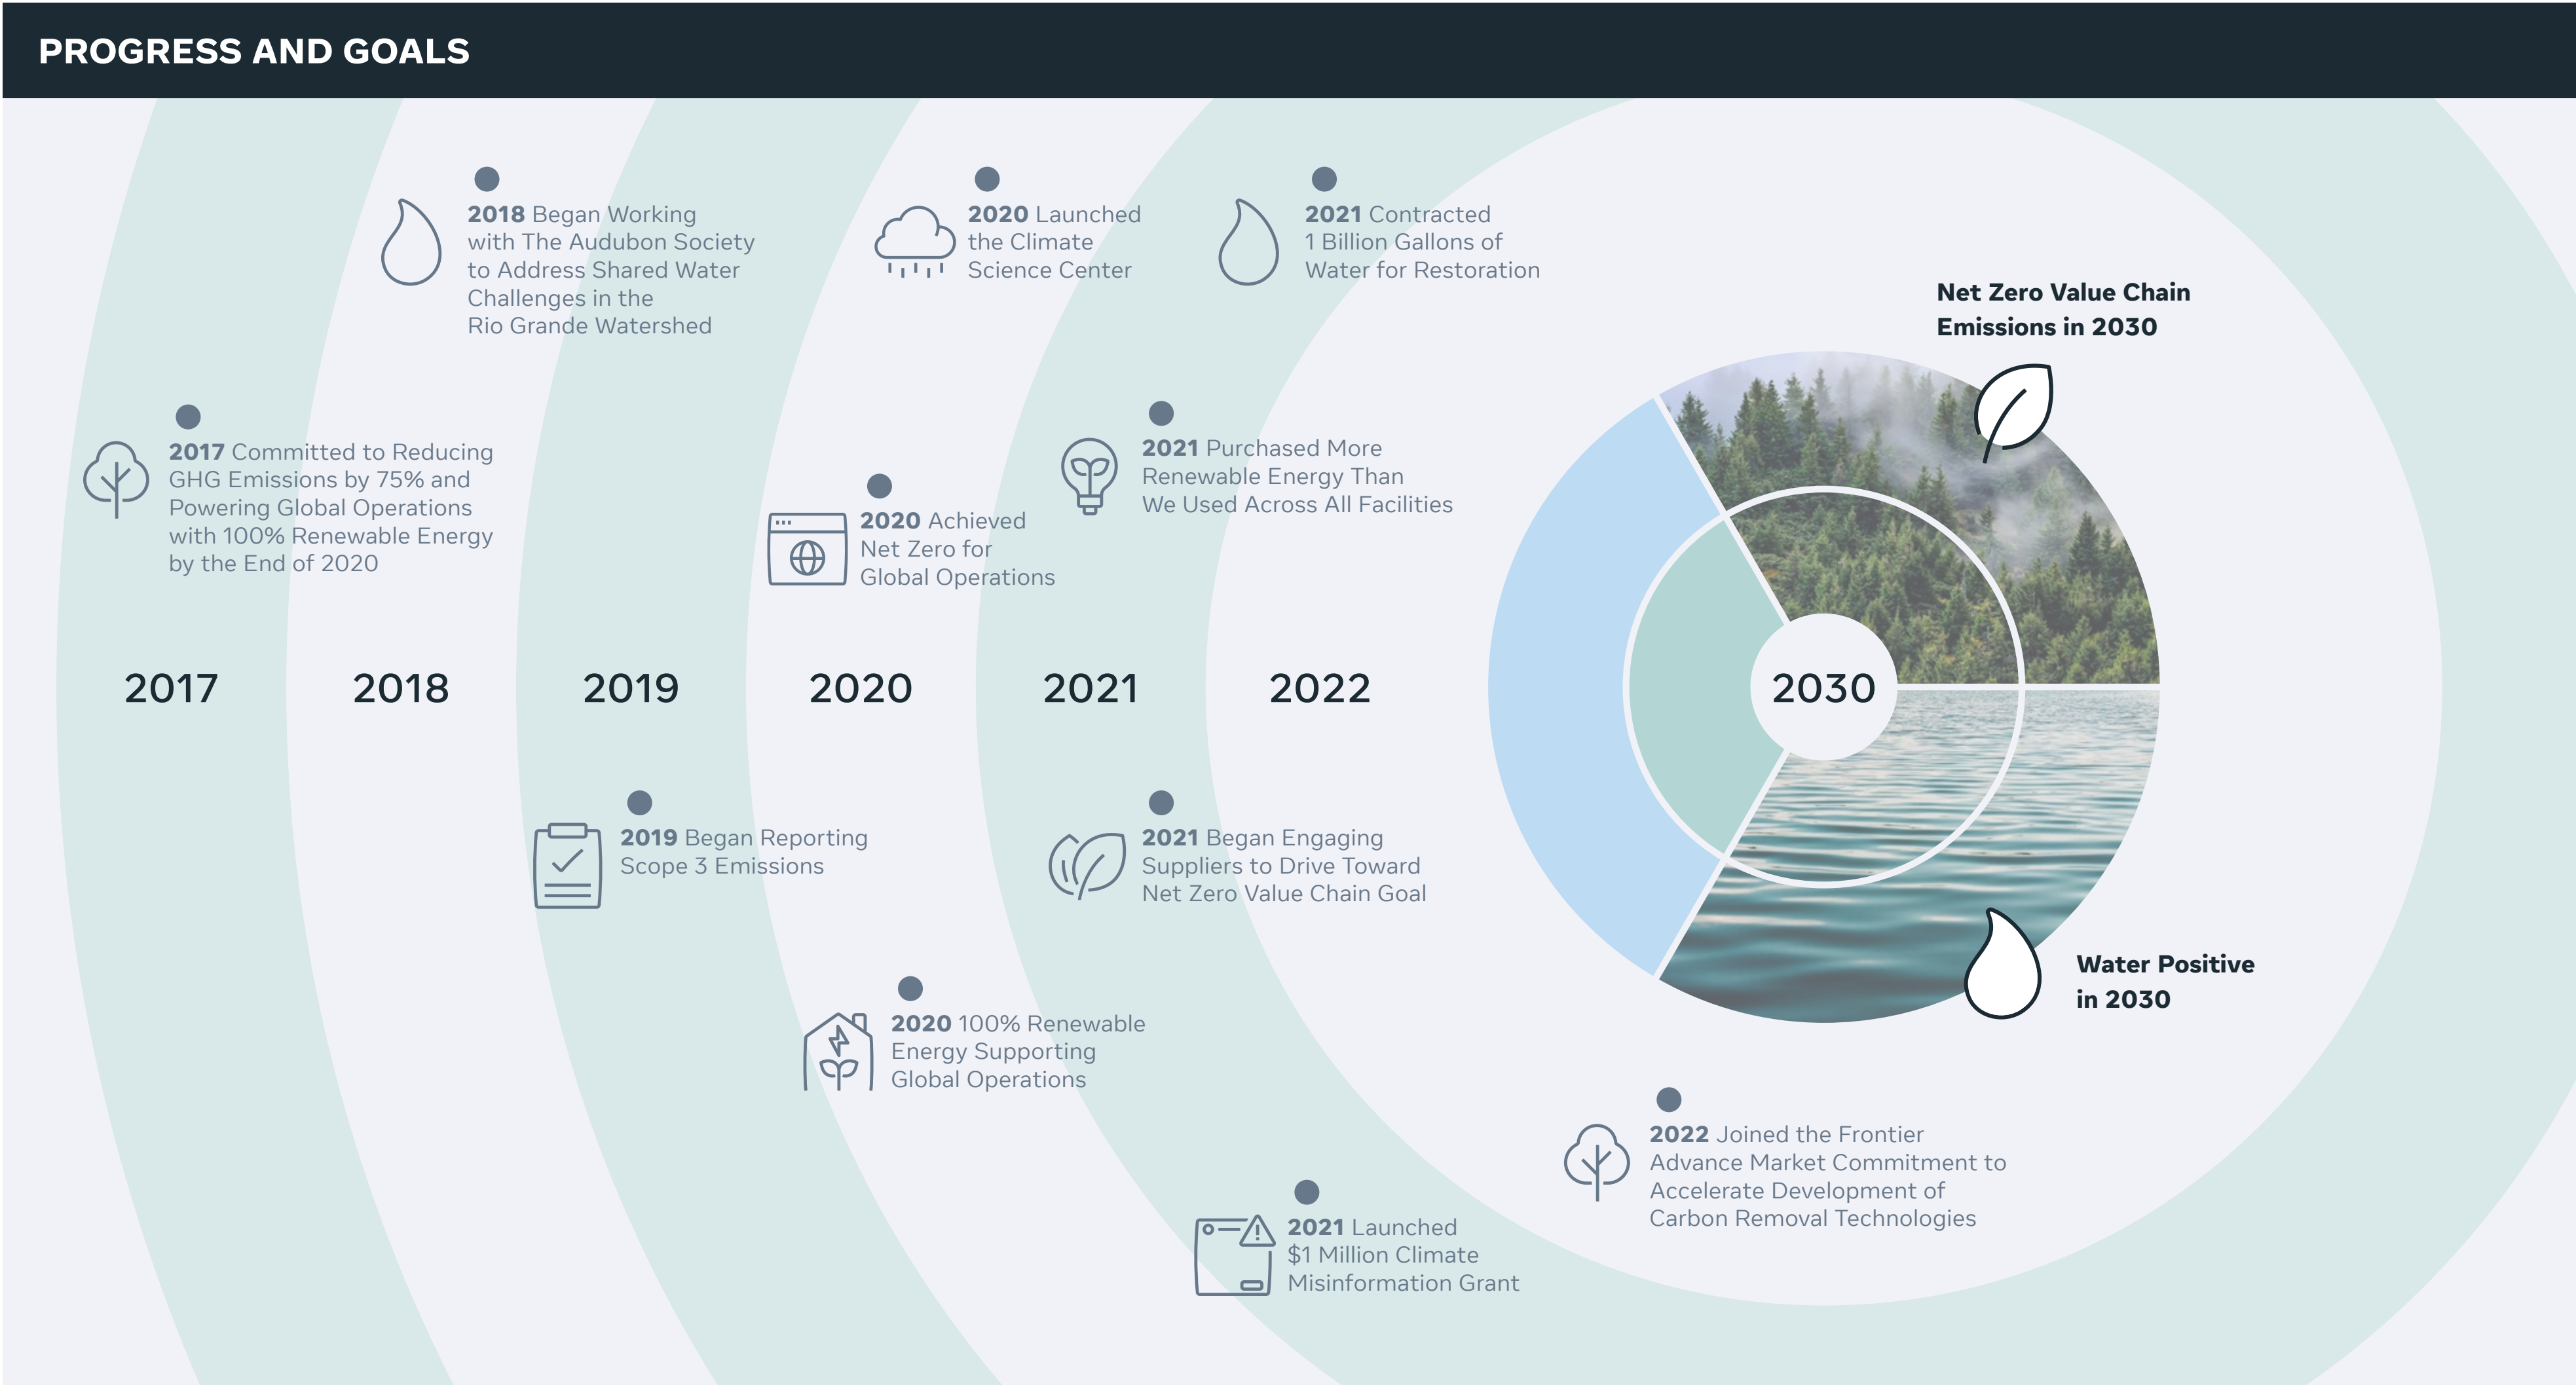 PROGRESS AND GOALS
2018 Began Working
with The Audubon Society
to Address Shared Water
Challenges in the
Rio Grande Watershed
2020 Launched
the Climate
Science Center
2021 Contracted
1 Billion Gallons of
Water for Restoration
Net Zero Value Chain
Emissions in 2030
2017 Committed to Reducing
GHG Emissions by 75% and
Powering Global Operations
with 100% Renewable Energy
by the End of 2020
2020 Achieved
Net Zero for
Global Operations
2021 Purchased More
Renewable Energy Than
We Used Across All Facilities
2017
2018
2019
2020
2021
2022
2030
2019 Began Reporting
Scope 3 Emissions
2021 Began Engaging
Suppliers to Drive Toward
Net Zero Value Chain Goal
Water Positive
in 2030
2020 100% Renewable
Energy Supporting
Global Operations
2022 Joined the Frontier
Advance Market Commitment to
Accelerate Development of
Carbon Removal Technologies
2021 Launched
$1 Million Climate
Misinformation Grant